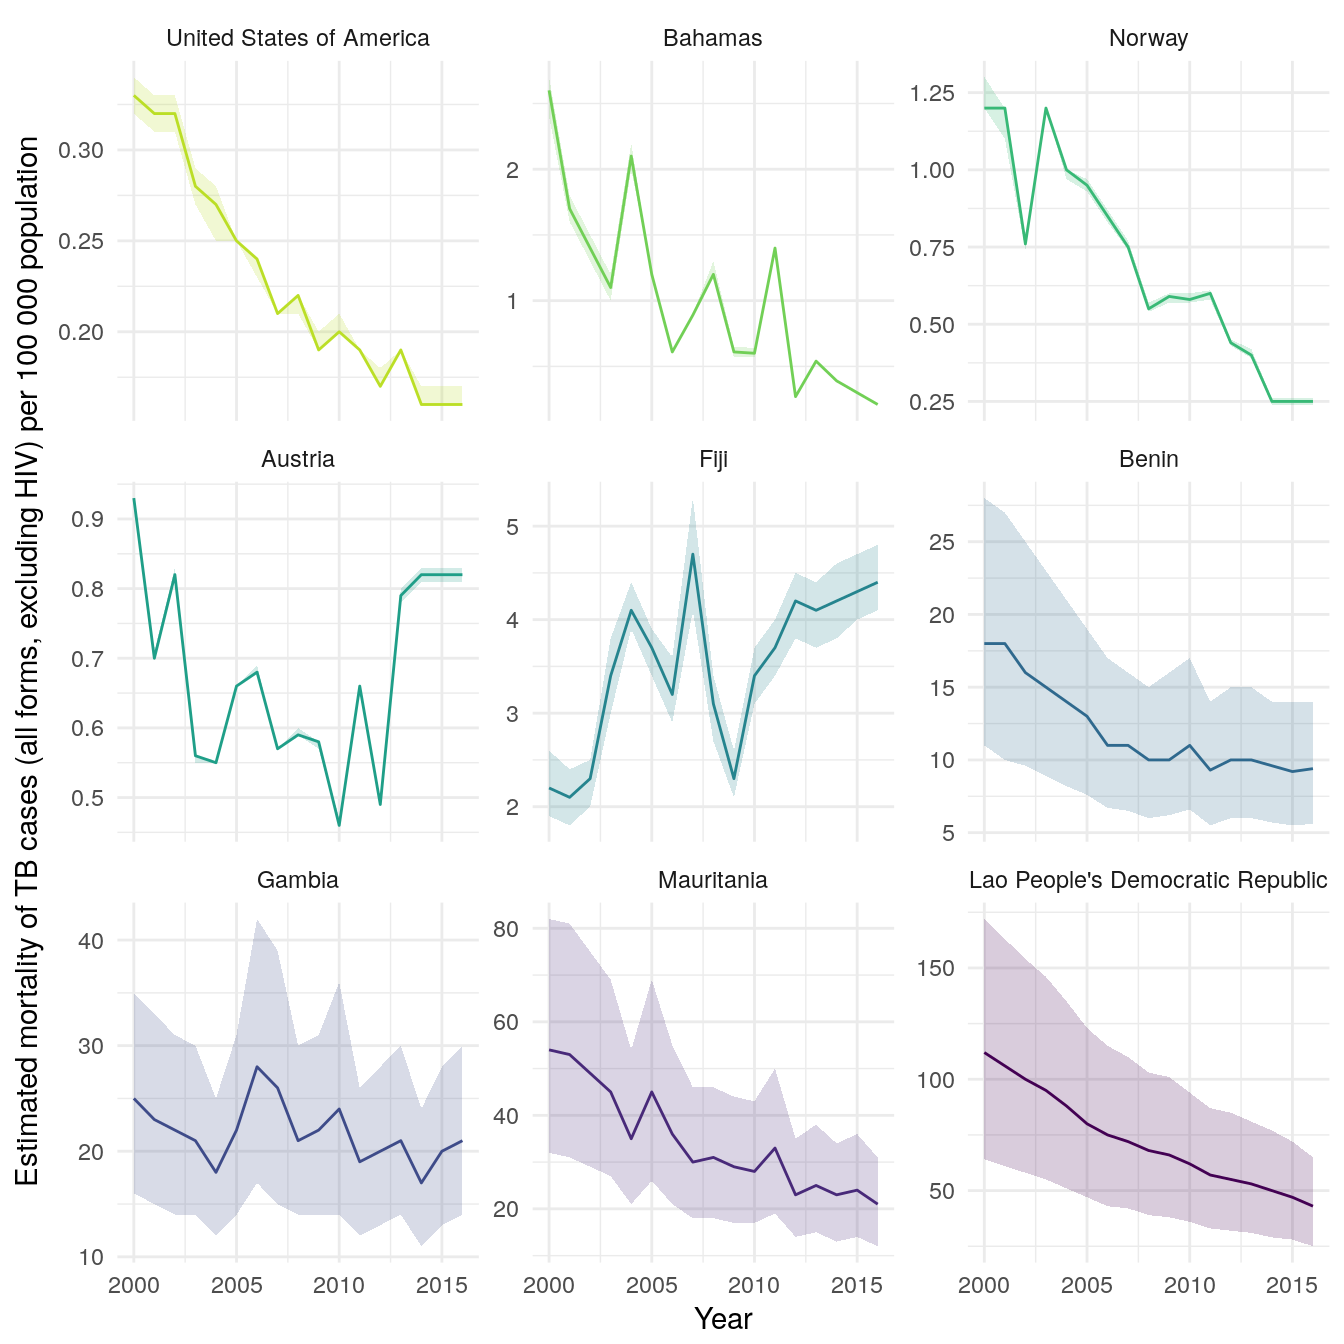 Estimated mortality of TB cases (all forms, excluding HIV) per 100 000 population
United States of America
0.30
0.25
0.20
Bahamas
2
1
Norway
1.25
1.00
0.75
0.50
0.25
Austria
0.9
0.8
0.7
0.6
0.5
Fiji
5
4
3
2
Benin
25
20
15
10
5
Gambia
40
30
20
10
2000 2005 2010 2015
Mauritania
80
60
40
20
2000 2005 2010 2015
Lao People's Democratic Republic
150
100
50
2000 2005 2010 2015
Year